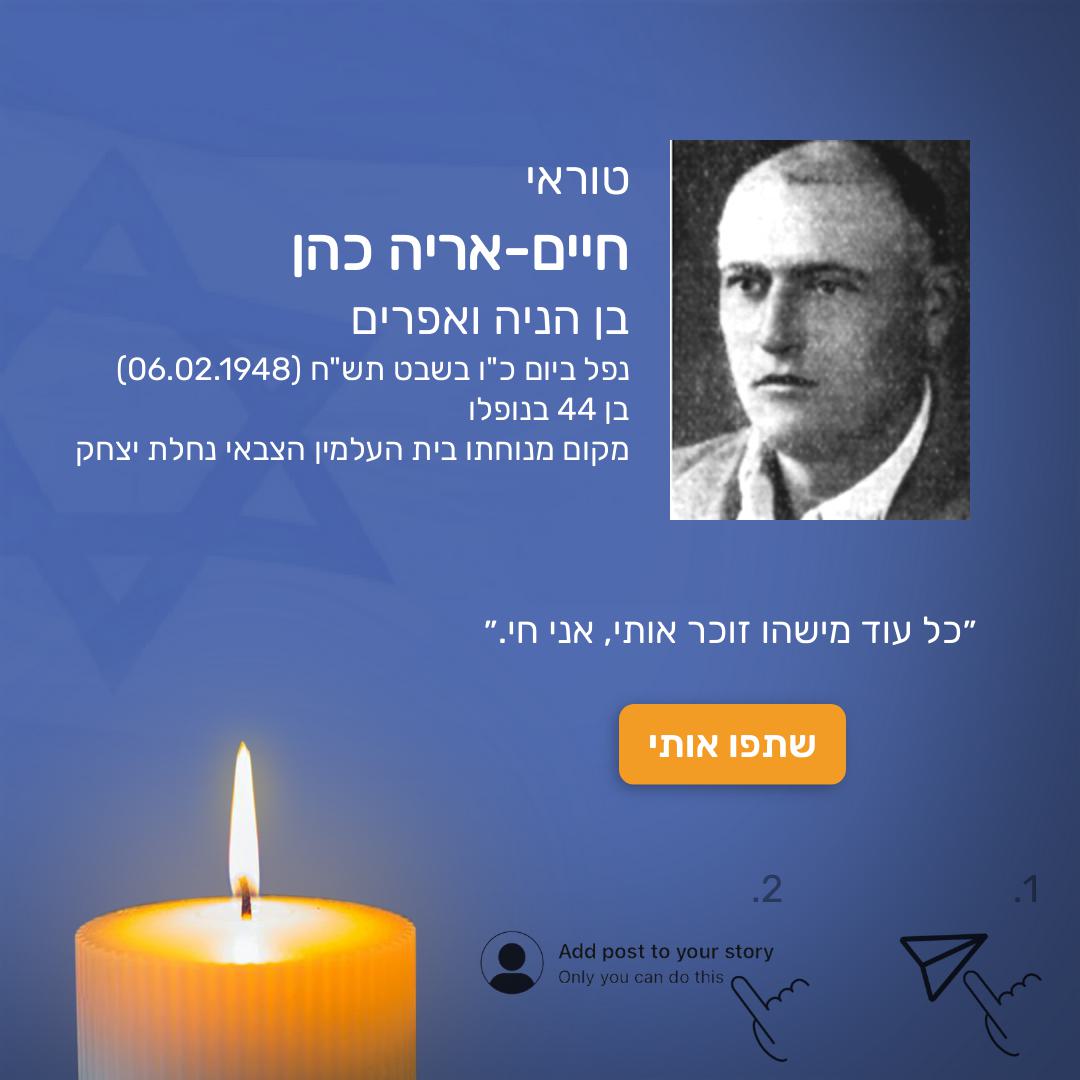 טוראי
חיים-אריה כהן
בן הניה ואפרים
נפל ביום כ"ו בשבט תש"ח (06.02.1948)
בן 44 בנופלו
מקום מנוחתו בית העלמין הצבאי נחלת יצחק
״כל עוד מישהו זוכר אותי, אני חי.״
שתפו אותי
.1
.2
Add post to your story
Only you can do this